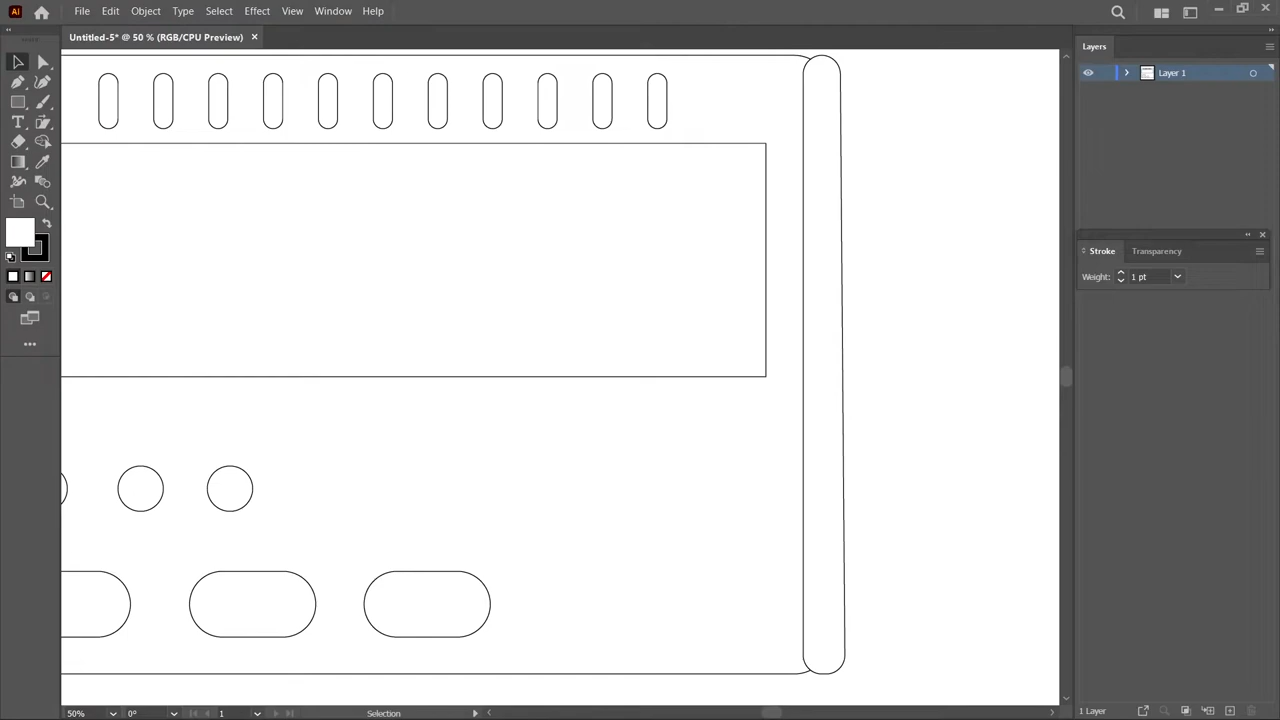 Ai File Edit Object Type Select Effect View Window Help
Untitled-5* @ 50 % (RGB/CPU Preview) ×
Layers
Layer 1
Stroke Transparency
Weight: 1 pt
50% 0° 1 Selection
1 Layer